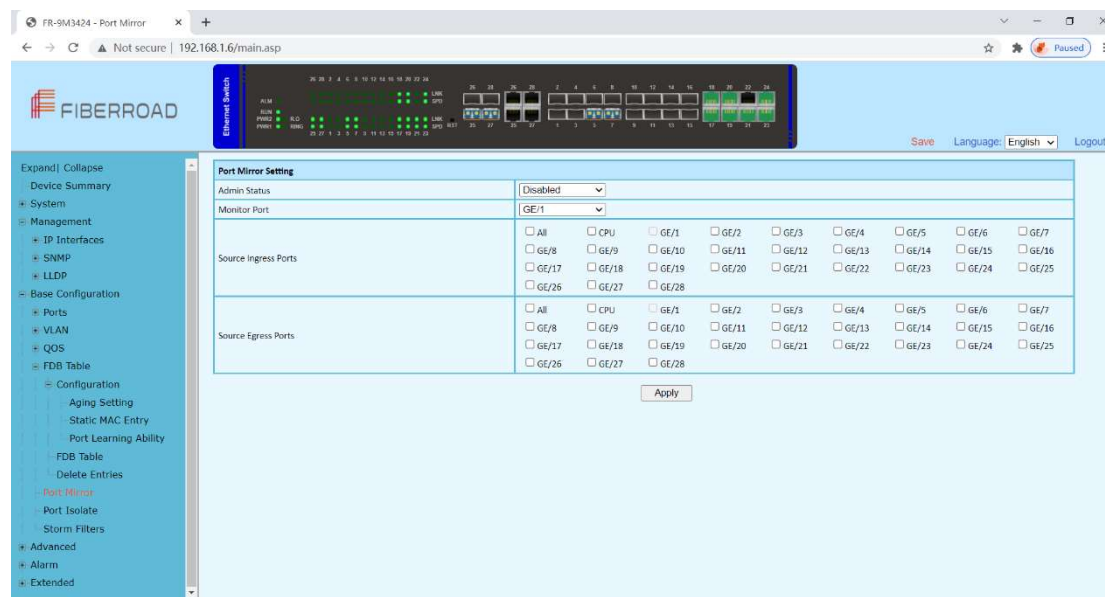 FR-9M3424 - Port Mirror
Not secure | 192.168.1.6/main.asp
Paused
FIBERROAD
Ethernet Switch
ALM
RUN
PWR2 R.O
PWR1 RING
LNK
SPD
LNK
SPD
RST
Save Language: English Logout
Expand| Collapse
Device Summary
System
Management
IP Interfaces
SNMP
LLDP
Base Configuration
Ports
VLAN
QOS
FDB Table
Configuration
Aging Setting
Static MAC Entry
Port Learning Ability
FDB Table
Delete Entries
Port Mirror
Port Isolate
Storm Filters
Advanced
Alarm
Extended
Port Mirror Setting
Admin Status Disabled
Monitor Port GE/1
Source Ingress Ports
All CPU GE/1 GE/2 GE/3 GE/4 GE/5 GE/6 GE/7
GE/8 GE/9 GE/10 GE/11 GE/12 GE/13 GE/14 GE/15 GE/16
GE/17 GE/18 GE/19 GE/20 GE/21 GE/22 GE/23 GE/24 GE/25
GE/26 GE/27 GE/28
Source Egress Ports
All CPU GE/1 GE/2 GE/3 GE/4 GE/5 GE/6 GE/7
GE/8 GE/9 GE/10 GE/11 GE/12 GE/13 GE/14 GE/15 GE/16
GE/17 GE/18 GE/19 GE/20 GE/21 GE/22 GE/23 GE/24 GE/25
GE/26 GE/27 GE/28
Apply